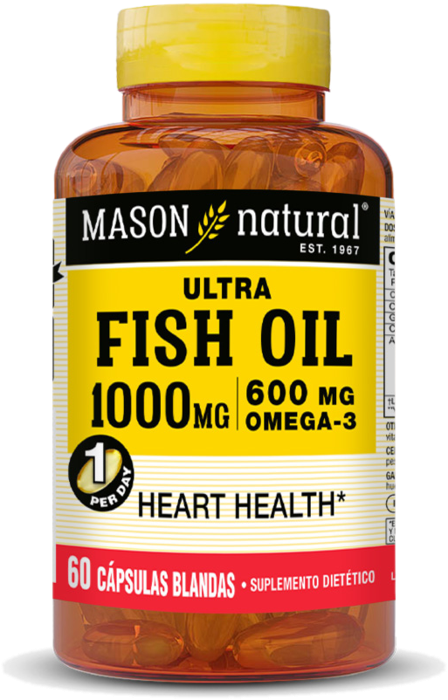 MASON natural®
EST. 1967
ULTRA
FISH OIL
1000MG
600 MG
OMEGA-3
1
PER DAY
HEART HEALTH*
60 CÁPSULAS BLANDAS • SUPLEMENTO DIETÉTICO